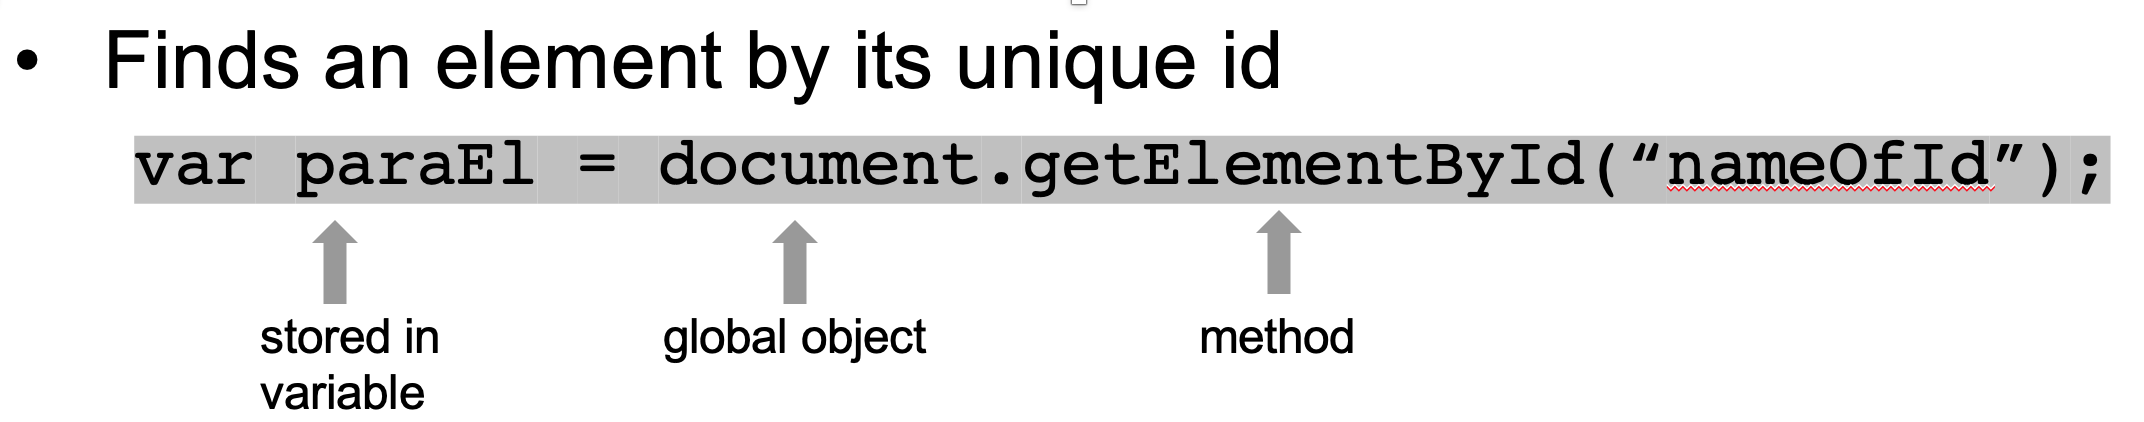 • Finds an element by its unique id
var paraEl = document.getElementById(“nameOfId”);
stored in global object method
variable